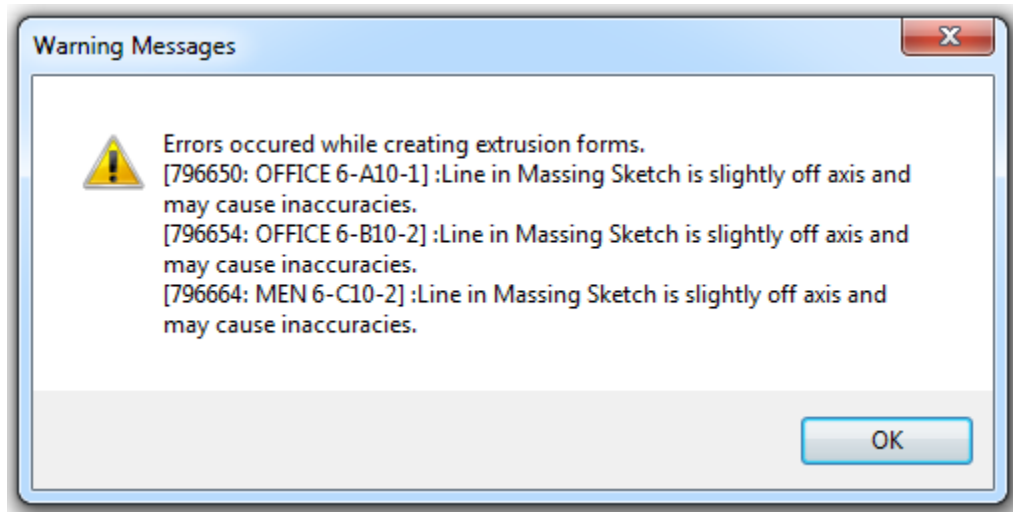 Warning Messages
Errors occured while creating extrusion forms.
[796650: OFFICE 6-A10-1] :Line in Massing Sketch is slightly off axis and
may cause inaccuracies.
[796654: OFFICE 6-B10-2] :Line in Massing Sketch is slightly off axis and
may cause inaccuracies.
[796664: MEN 6-C10-2] :Line in Massing Sketch is slightly off axis and
may cause inaccuracies.
OK